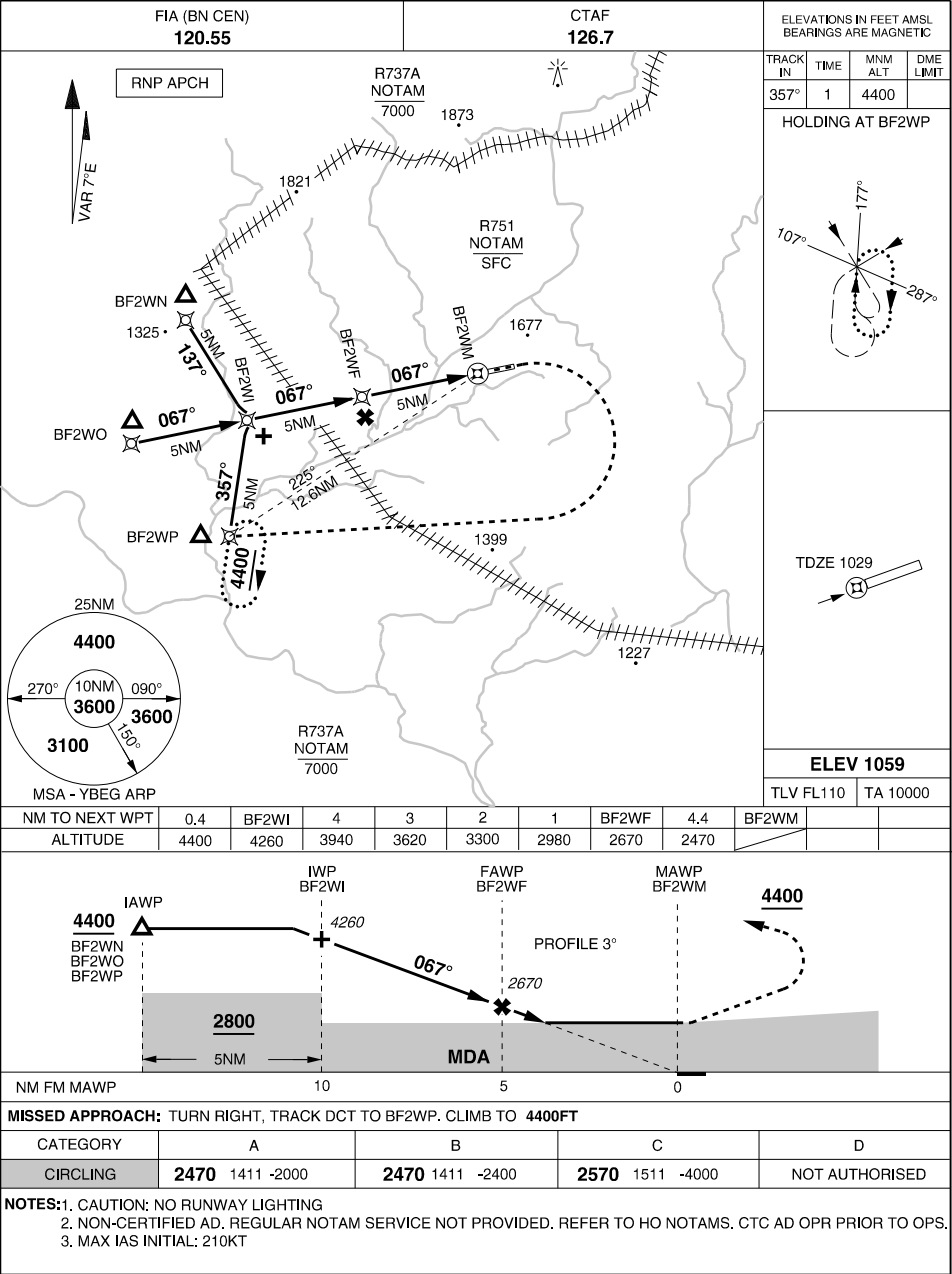 FIA (BN CEN)
120.55
CTAF
126.7
ELEVATIONS IN FEET AMSL
BEARINGS ARE MAGNETIC
TRACK IN TIME MNM ALT DME LIMIT
357° 1 4400
HOLDING AT BF2WP
177°
107°
287°
RNP APCH
VAR 7°E
R737A
NOTAM
7000
1873
1821
R751
NOTAM
SFC
BF2WN
1325
5NM
137°
BF2WI
BF2WF
BF2WM
1677
067°
067°
067°
5NM
5NM
5NM
BF2WO
357°
5NM
225°
12.6NM
BF2WP
4400
1399
1227
TDZE 1029
25NM
4400
270°
10NM
3600
090°
3600
150°
3100
MSA - YBEG ARP
R737A
NOTAM
7000
ELEV 1059
TLV FL110 TA 10000
NM TO NEXT WPT 0.4 BF2WI 4 3 2 1 BF2WF 4.4 BF2WM
ALTITUDE 4400 4260 3940 3620 3300 2980 2670 2470
IAWP
4400
BF2WN
BF2WO
BF2WP
IWP
BF2WI
4260
FAWP
BF2WF
MAWP
BF2WM
4400
PROFILE 3°
067°
2670
2800
5NM
MDA
NM FM MAWP 10 5 0
MISSED APPROACH: TURN RIGHT, TRACK DCT TO BF2WP. CLIMB TO 4400FT
CATEGORY A B C D
CIRCLING 2470 1411 -2000 2470 1411 -2400 2570 1511 -4000 NOT AUTHORISED
NOTES: 1. CAUTION: NO RUNWAY LIGHTING
2. NON-CERTIFIED AD. REGULAR NOTAM SERVICE NOT PROVIDED. REFER TO HO NOTAMS. CTC AD OPR PRIOR TO OPS.
3. MAX IAS INITIAL: 210KT